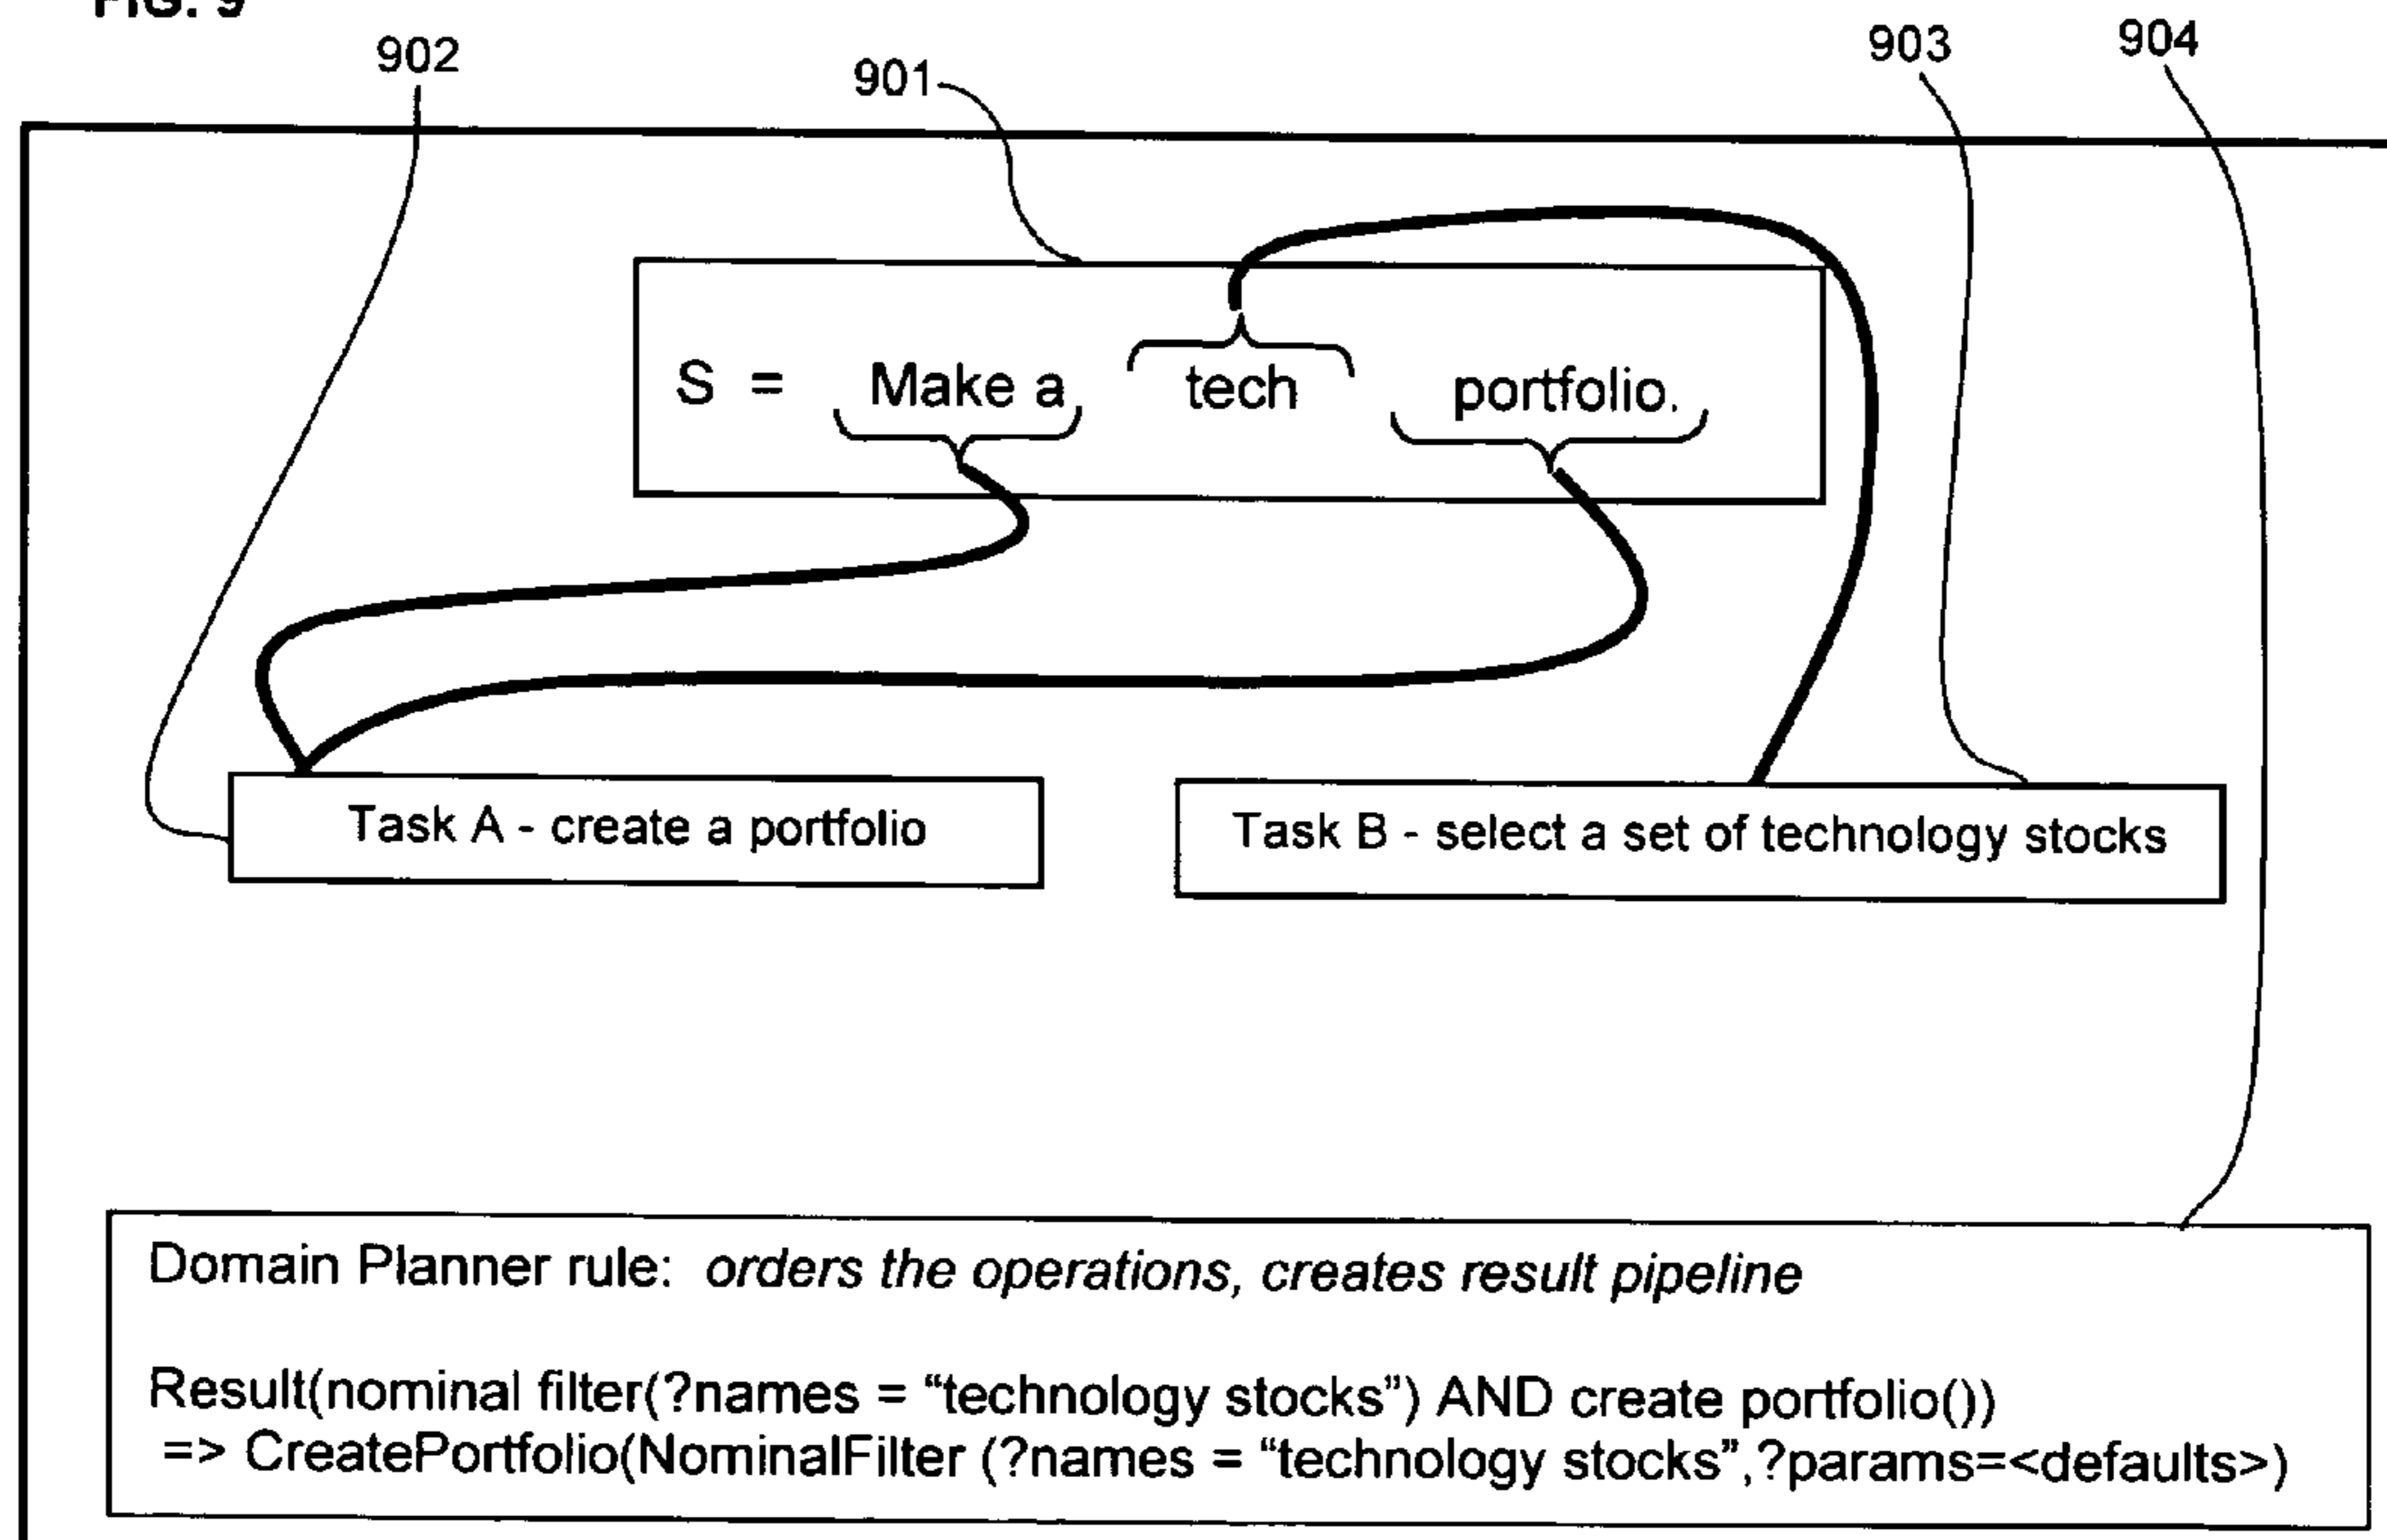 FIG. 9
902
901
903
904
S = Make a tech portfolio.
Task A - create a portfolio
Task B - select a set of technology stocks
Domain Planner rule: orders the operations, creates result pipeline
Result(nominal filter(?names = “technology stocks”) AND create portfolio())
=> CreatePortfolio(NominalFilter (?names = “technology stocks”,?params=<defaults>)